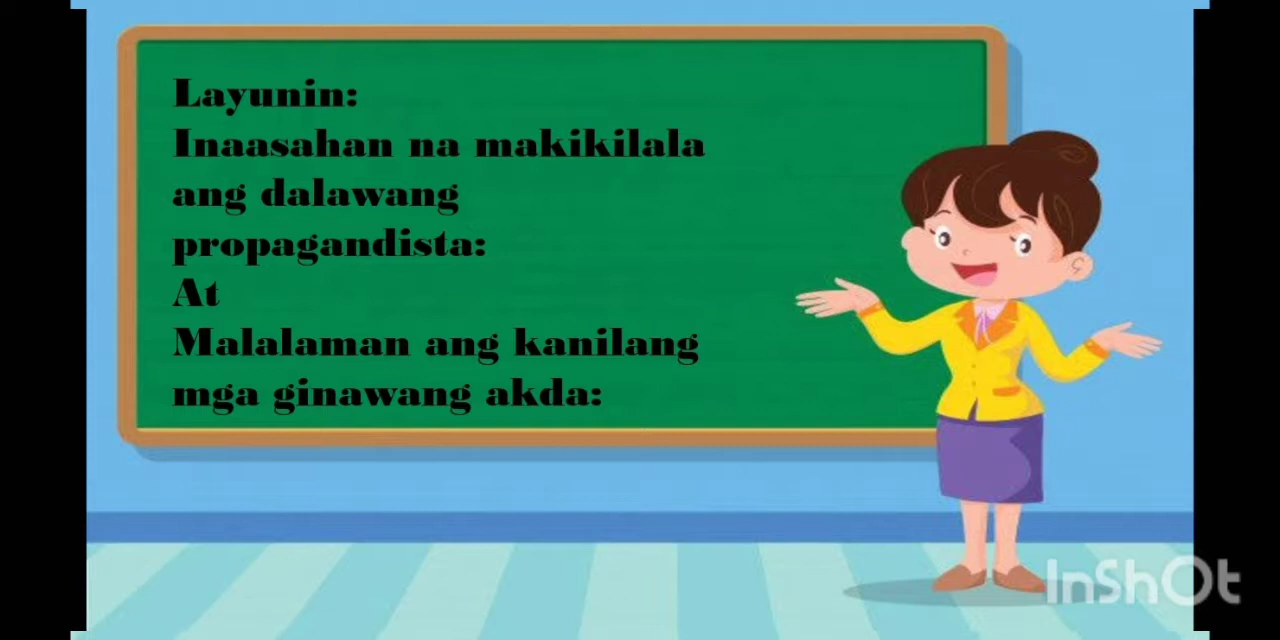 Layunin:
Inaasahan na makikilala
ang dalawang
propagandista:
At
Malalaman ang kanilang
mga ginawang akda:
InShOt